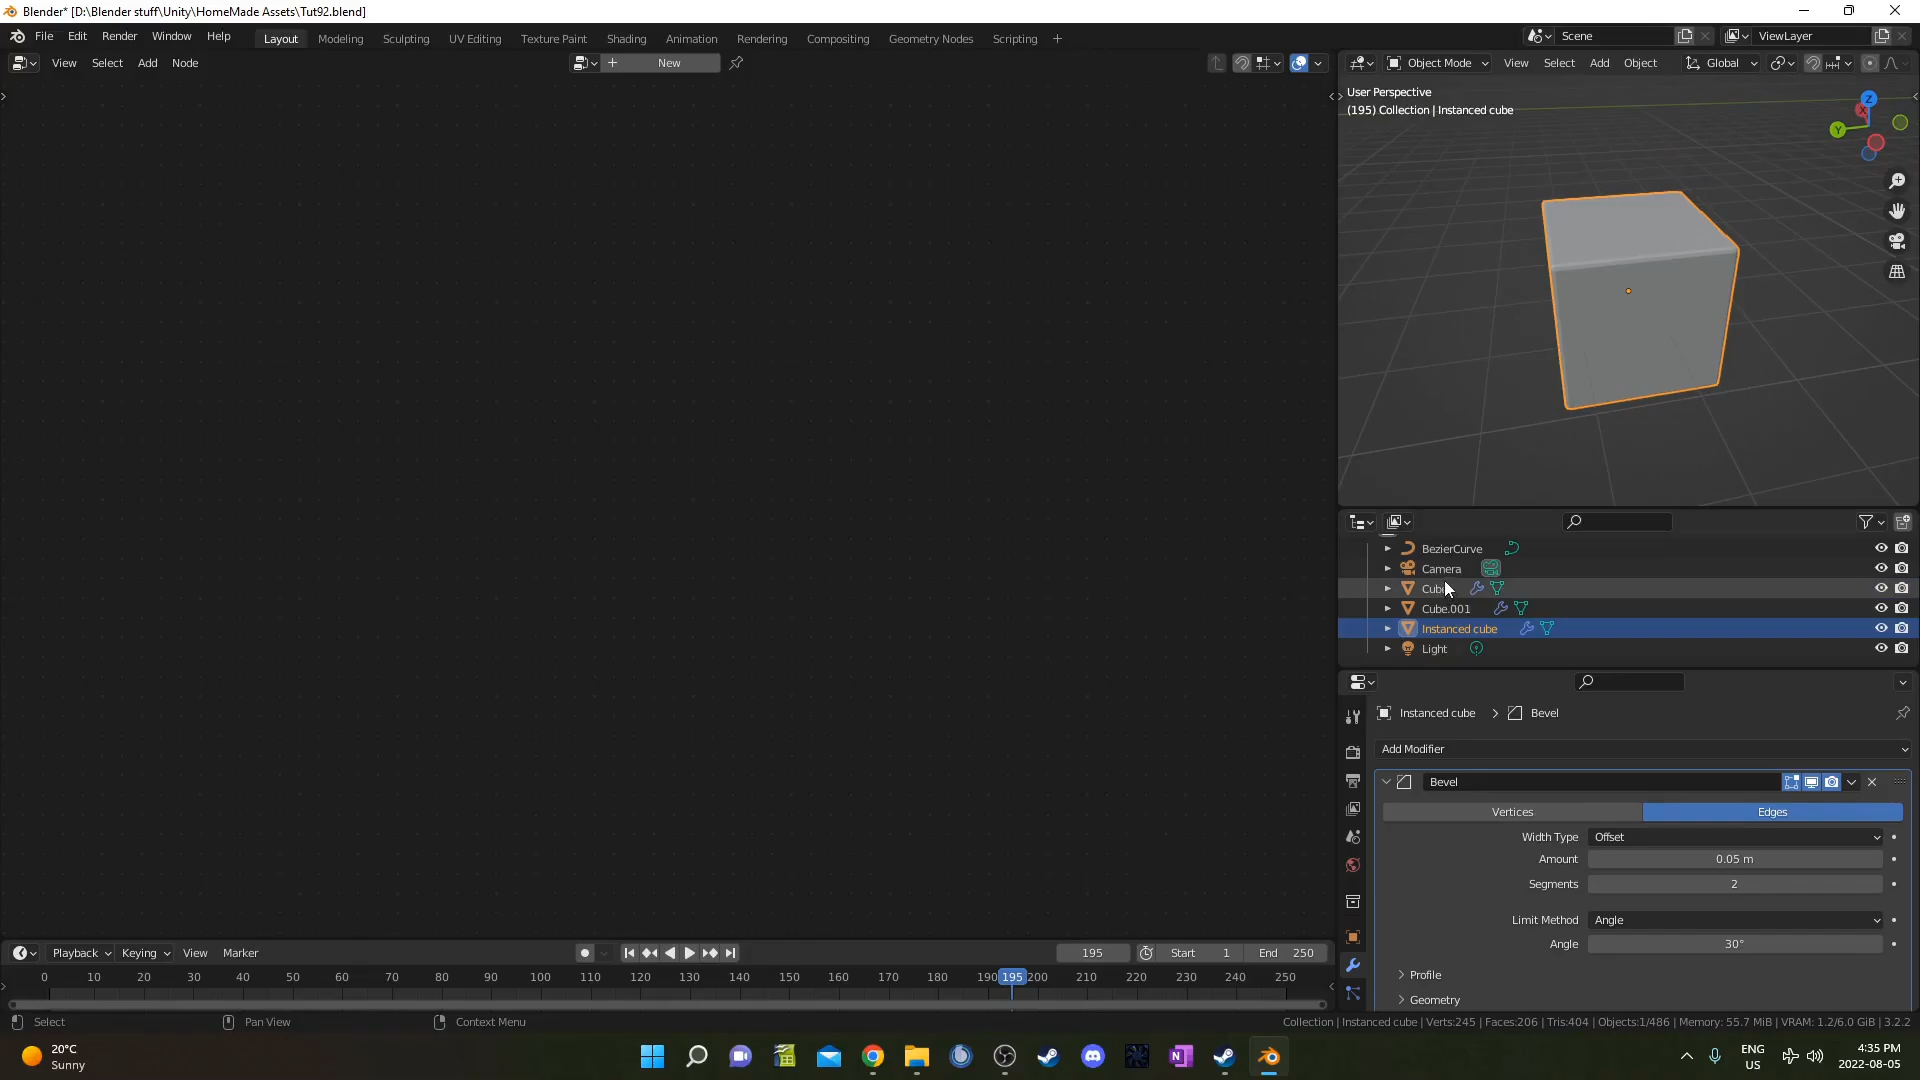 Blender* [D:\Blender stuff\Unity\HomeMade Assets\Tut92.blend]
File Edit Render Window Help Layout Modeling Sculpting UV Editing Texture Paint Shading Animation Rendering Compositing Geometry Nodes Scripting + Scene ViewLayer
View Select Add Node New Object Mode View Select Add Object Global
User Perspective
(195) Collection | Instanced cube
Z
X
Y
BezierCurve
Camera
Cube.001
Instanced cube
Light
Instanced cube > Bevel
Add Modifier
Bevel
Vertices Edges
Width Type Offset
Amount 0.05 m
Segments 2
Limit Method Angle
Angle 30°
Profile
Geometry
Playback Keying View Marker 195 Start 1 End 250
0 10 20 30 40 50 60 70 80 90 100 110 120 130 140 150 160 170 180 190 195 200 210 220 230 240 250
Select Pan View Context Menu Collection | Instanced cube | Verts:245 | Faces:206 | Tris:404 | Objects:1/486 | Memory: 55.7 MiB | VRAM: 1.2/6.0 GiB | 3.2.2
20°C
Sunny
ENG
US
4:35 PM
2022-08-05